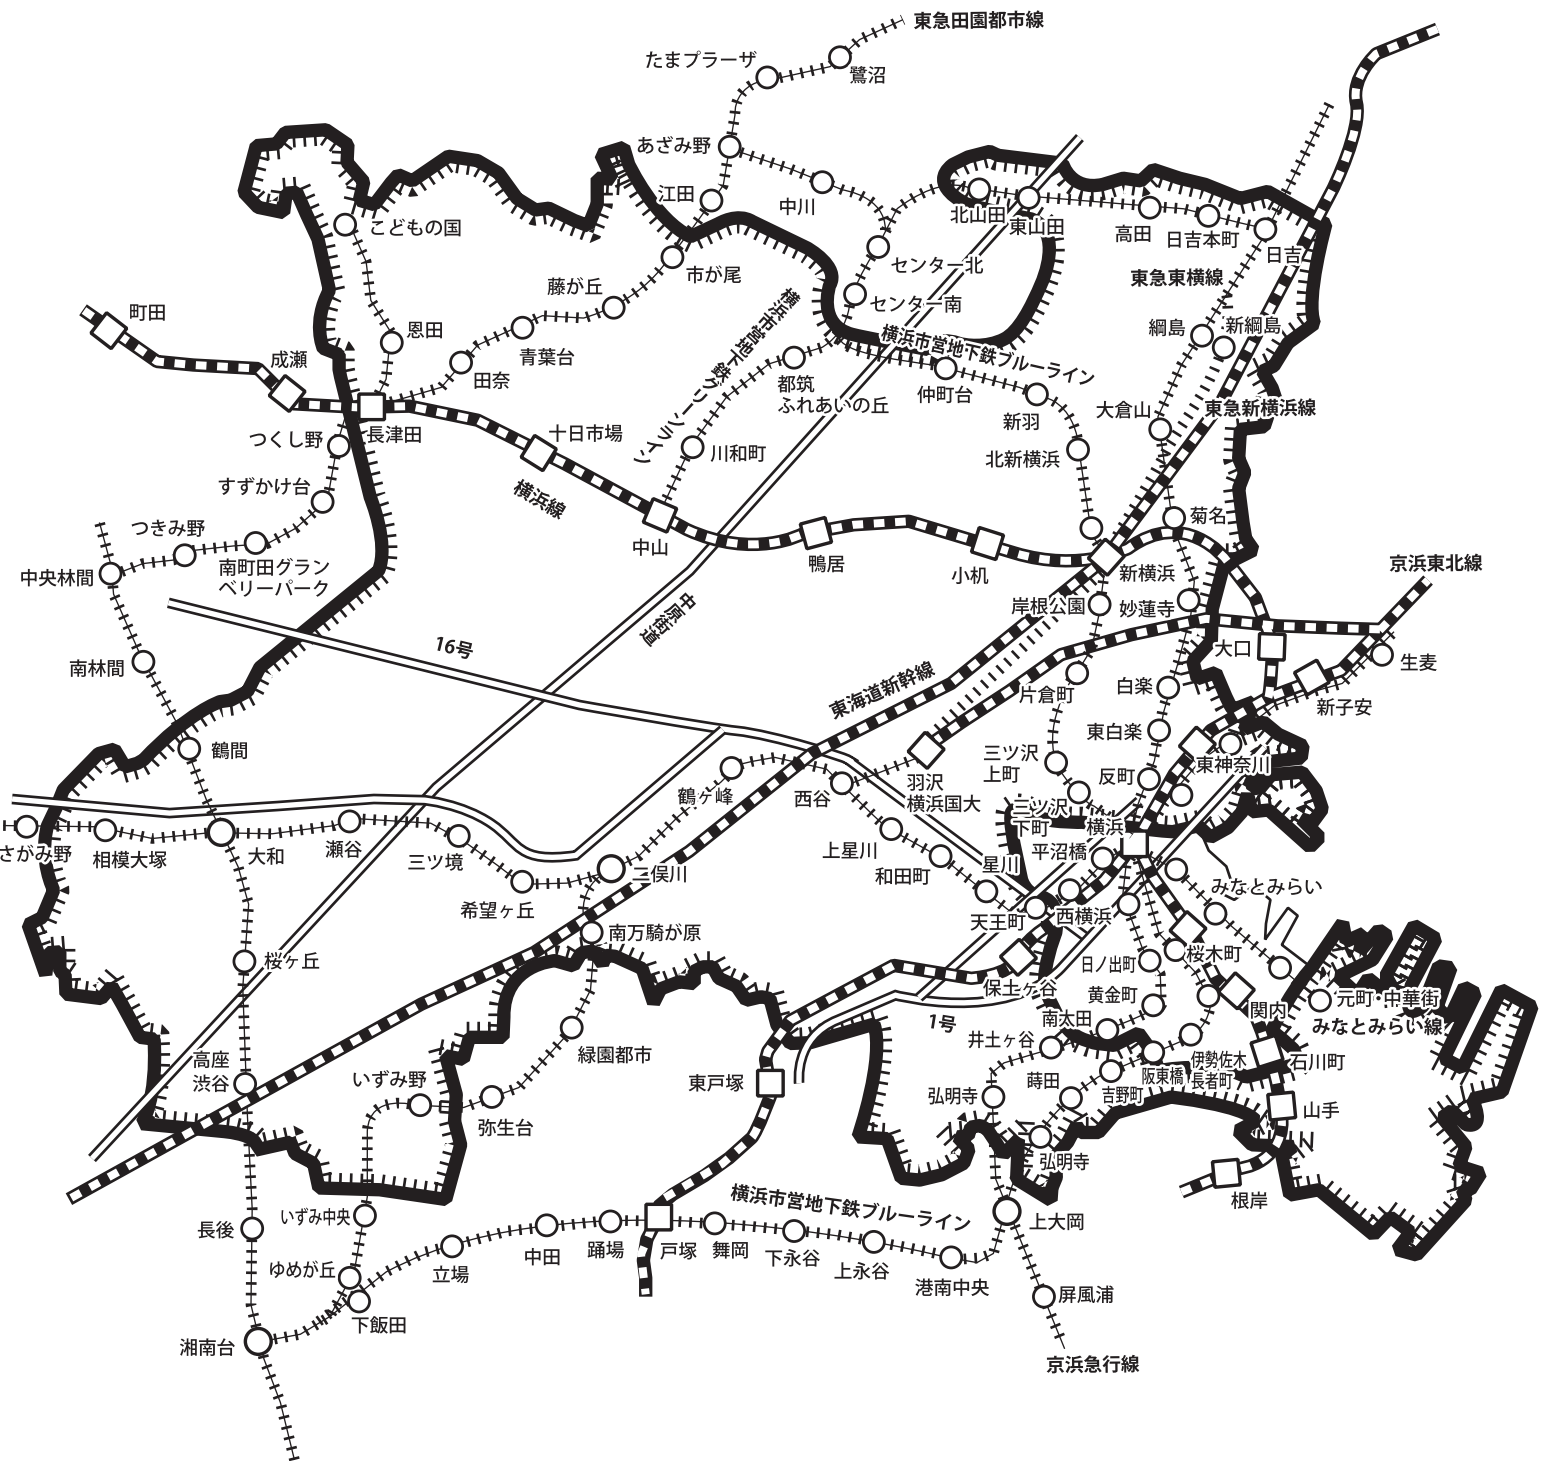 東急田園都市線
たまプラーザ
鷺沼
あざみ野
江田
中川
北山田
東山田
高田
日吉本町
日吉
こどもの国
市が尾
センター北
東急東横線
藤が丘
センター南
横浜市営地下鉄グリーンライン
町田
恩田
青葉台
綱島
新綱島
横浜市営地下鉄ブルーライン
成瀬
田奈
都筑
ふれあいの丘
仲町台
新羽
大倉山
東急新横浜線
長津田
つくし野
十日市場
川和町
北新横浜
すずかけ台
横浜線
つきみ野
中山
鴨居
小机
菊名
新横浜
京浜東北線
中央林間
南町田グラン
ベリーパーク
岸根公園
妙蓮寺
中原街道
16号
大口
生麦
南林間
東海道新幹線
片倉町
白楽
新子安
鶴間
三ツ沢
上町
東白楽
東神奈川
反町
羽沢
横浜国大
鶴ヶ峰
西谷
三ツ沢
下町
横浜
さがみ野
相模大塚
大和
瀬谷
三ツ境
上星川
平沼橋
星川
和田町
二俣川
みなとみらい
希望ヶ丘
天王町
西横浜
南万騎が原
桜ヶ丘
日ノ出町
桜木町
保土ヶ谷
黄金町
元町・中華街
関内
みなとみらい線
1号
南太田
井土ヶ谷
緑園都市
高座
渋谷
伊勢佐木
長者町
石川町
いずみ野
東戸塚
蒔田
阪東橋
弘明寺
吉野町
山手
弥生台
弘明寺
根岸
横浜市営地下鉄ブルーライン
長後
いずみ中央
上大岡
中田
踊場
戸塚
舞岡
下永谷
上永谷
ゆめが丘
立場
港南中央
屏風浦
下飯田
湘南台
京浜急行線